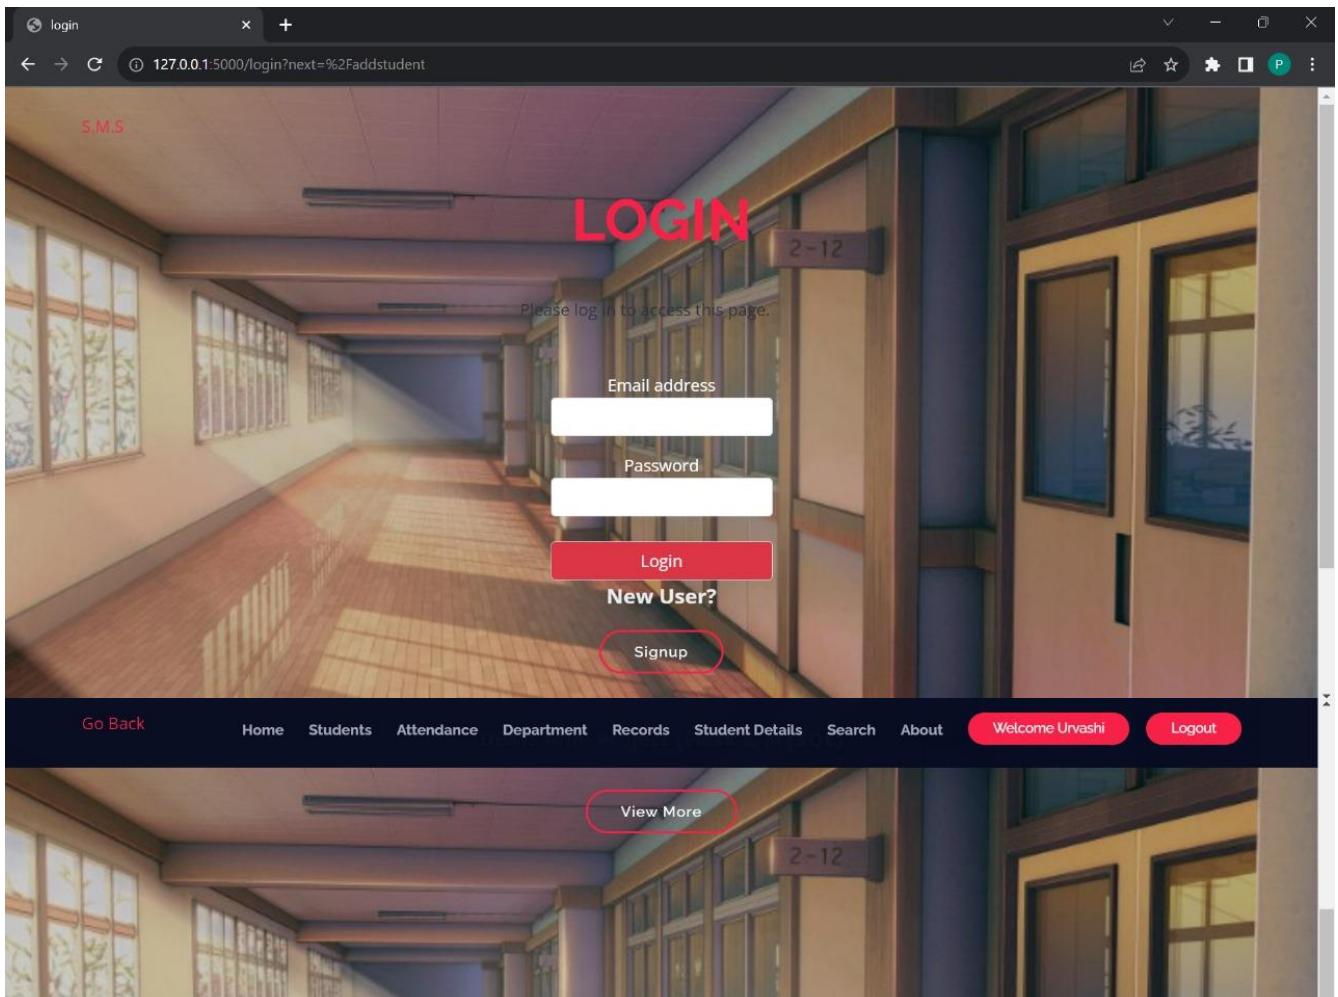 login
127.0.0.1:5000/login?next=%2Faddstudent
P
S.M.S
LOGIN
2-12
Please log in to access this page.
Email address
Password
Login
New User?
Signup
Go Back Home Students Attendance Department Records Student Details Search About Welcome Urvashi Logout
View More
2-12